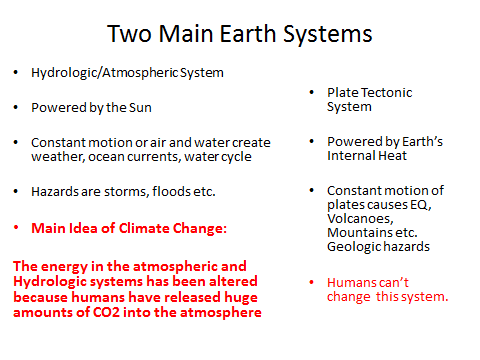 Two Main Earth Systems
• Hydrologic/Atmospheric System
• Powered by the Sun
• Constant motion or air and water create
weather, ocean currents, water cycle
• Hazards are storms, floods etc.
• Main Idea of Climate Change:
The energy in the atmospheric and
Hydrologic systems has been altered
because humans have released huge
amounts of CO2 into the atmosphere
• Plate Tectonic
System
• Powered by Earth's
Internal Heat
• Constant motion of
plates causes EQ,
Volcanoes,
Mountains etc.
Geologic hazards
• Humans can't
change this system.